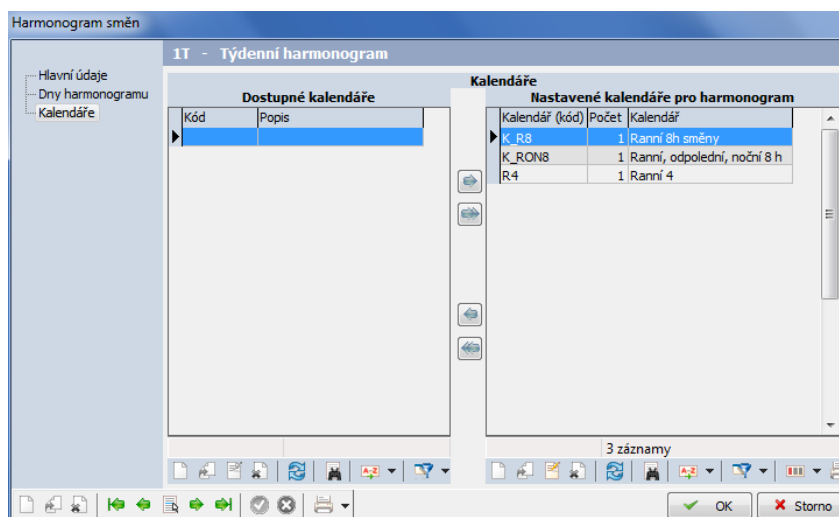 Harmonogram směn
1T - Týdenní harmonogram
Hlavní údaje
Dny harmonogramu
Kalendáře
Kalendáře
Dostupné kalendáře
Kód Popis
Nastavené kalendáře pro harmonogram
Kalendář (kód) Počet Kalendář
K_R8 1 Ranní 8h směny
K_RON8 1 Ranní, odpolední, noční 8 h
R4 1 Ranní 4
3 záznamy
OK
Storno